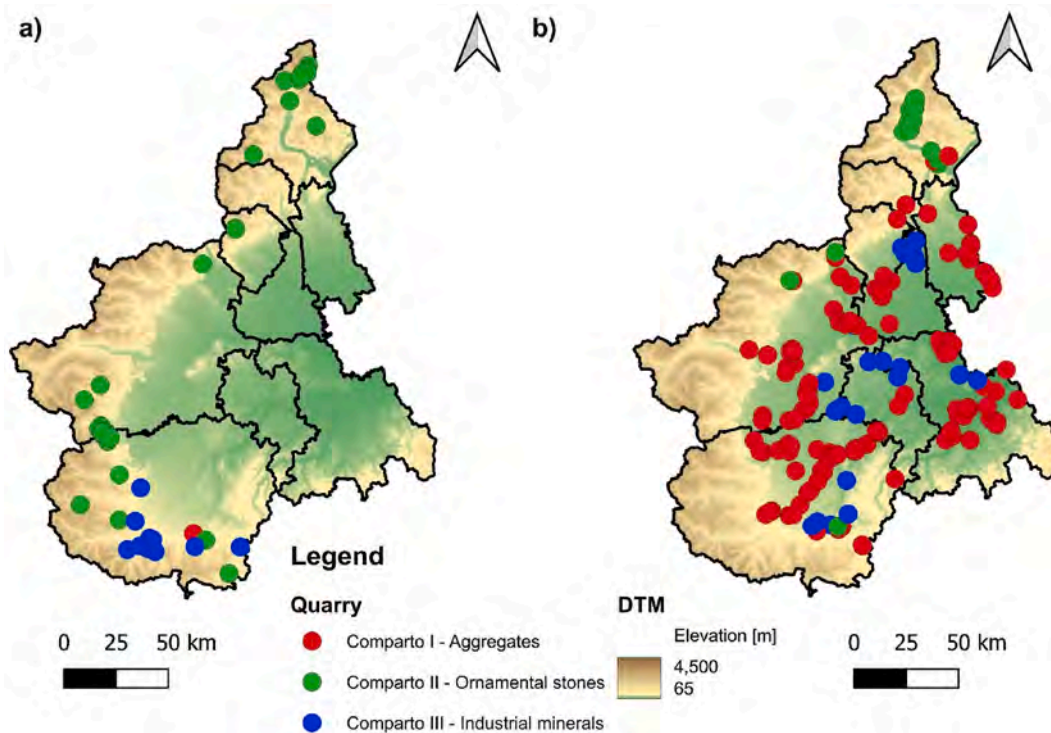 a)
b)
Legend
Quarry
Comparto I - Aggregates
Comparto II - Ornamental stones
Comparto III - Industrial minerals
DTM
Elevation [m]
4,500
65
0 25 50 km
0 25 50 km